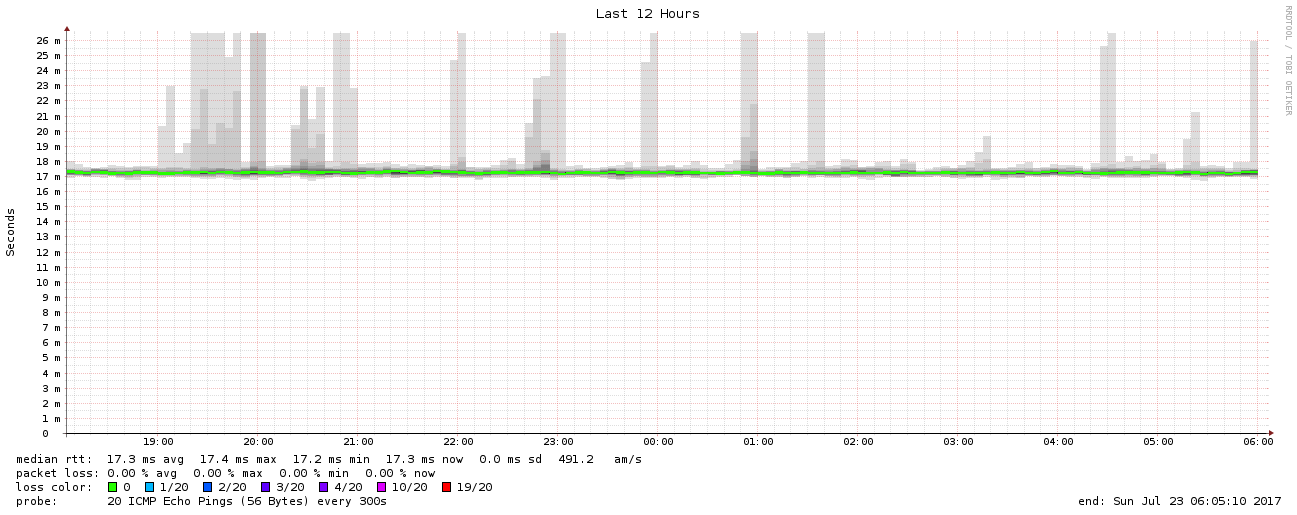 Last 12 Hours
RRDTOOL / TOBI OETIKER
26 m
25 m
24 m
23 m
22 m
21 m
20 m
19 m
18 m
17 m
16 m
15 m
14 m
13 m
12 m
11 m
10 m
9 m
8 m
7 m
6 m
5 m
4 m
3 m
2 m
1 m
0
Seconds
19:00 20:00 21:00 22:00 23:00 00:00 01:00 02:00 03:00 04:00 05:00 06:00
median rtt: 17.3 ms avg 17.4 ms max 17.2 ms min 17.3 ms now 0.0 ms sd 491.2 am/s
packet loss: 0.00 % avg 0.00 % max 0.00 % min 0.00 % now
loss color: 0 1/20 2/20 3/20 4/20 10/20 19/20
probe: 20 ICMP Echo Pings (56 Bytes) every 300s end: Sun Jul 23 06:05:10 2017